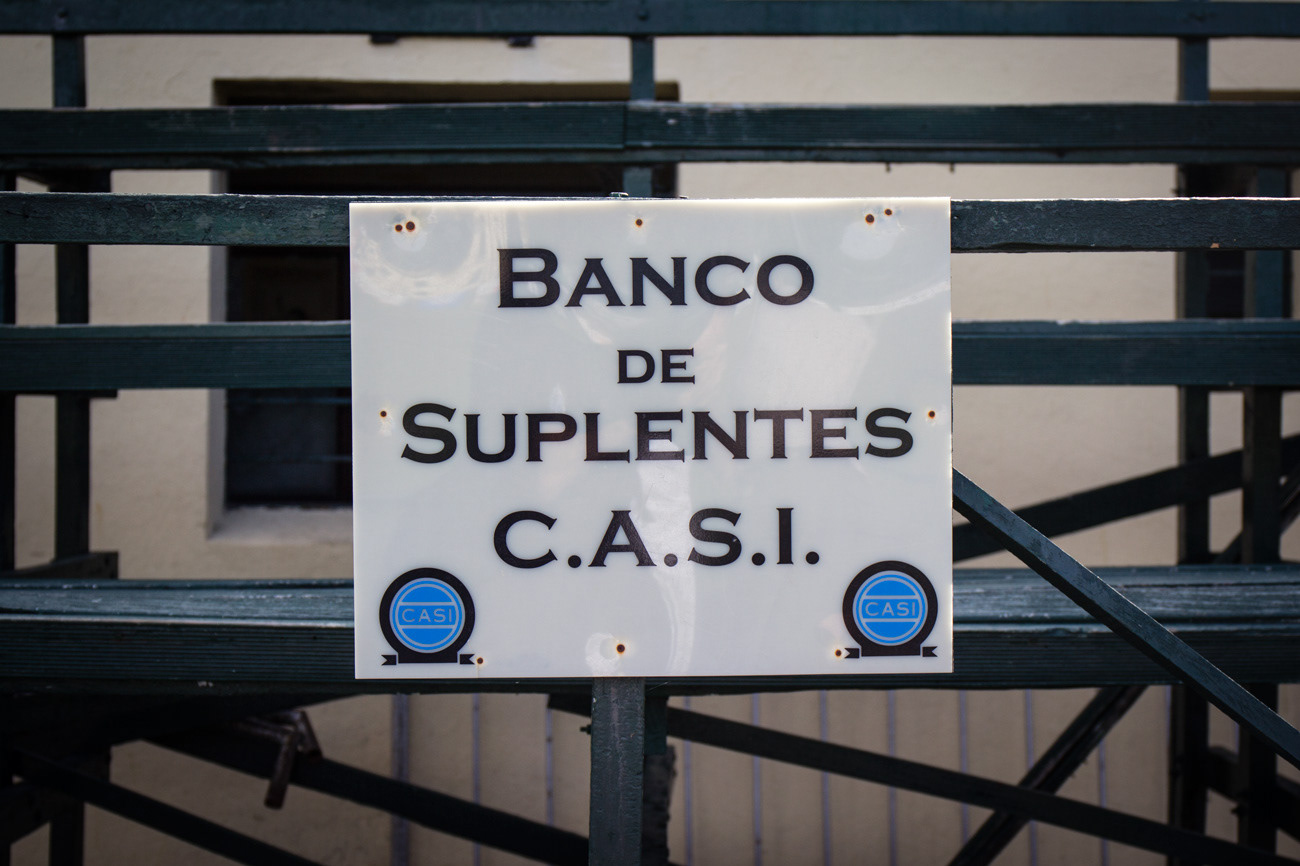 BANCO
DE
SUPLENTES
C.A.S.I.
CASI
CASI